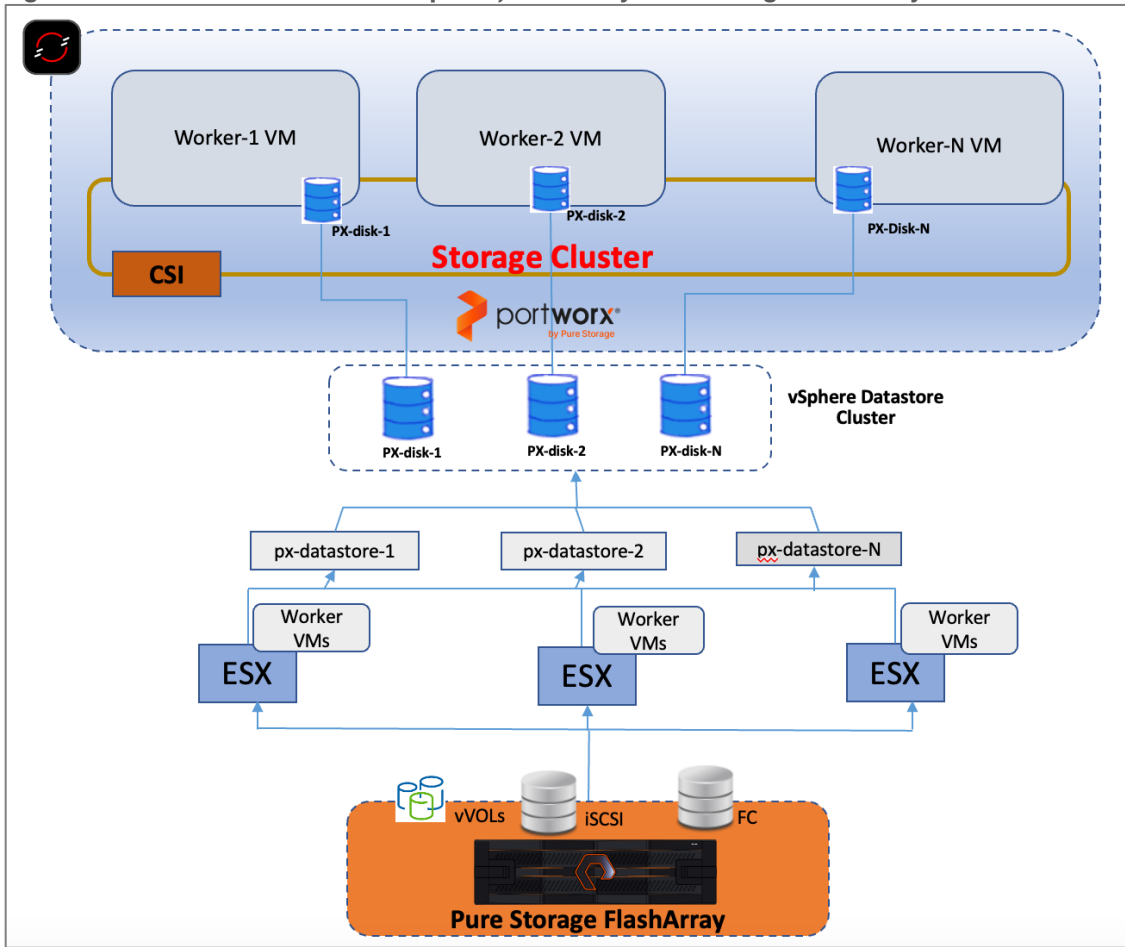 Worker-1 VM
Worker-2 VM
Worker-N VM
PX-disk-1
PX-disk-2
PX-Disk-N
Storage Cluster
CSI
portworx®
by Pure Storage
vSphere Datastore
Cluster
PX-disk-1
PX-disk-2
PX-disk-N
px-datastore-1
px-datastore-2
px-datastore-N
Worker
VMs
Worker
VMs
Worker
VMs
ESX
ESX
ESX
vVOLs
iSCSI
FC
Pure Storage FlashArray